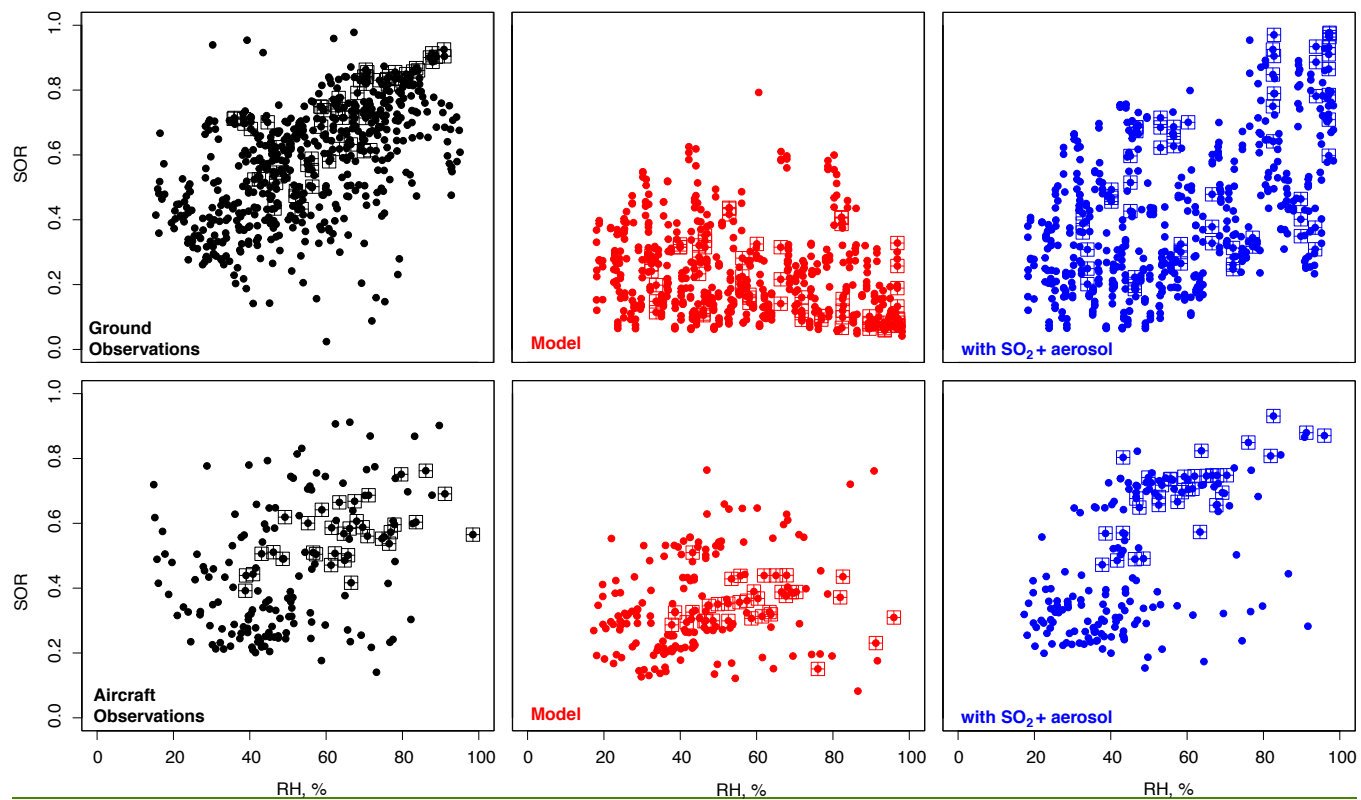 1.0
0.8
0.6
0.4
0.2
0.0
SOR
Ground
Observations
Model
with SO2 + aerosol
1.0
0.8
0.6
0.4
0.2
0.0
SOR
Aircraft
Observations
Model
with SO2 + aerosol
0 20 40 60 80 100
0 20 40 60 80 100
0 20 40 60 80 100
RH, %
RH, %
RH, %